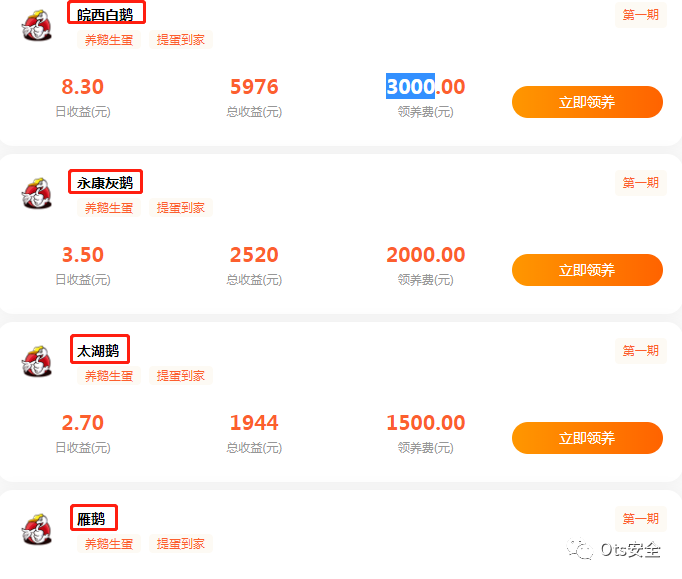 皖西白鹅 第一期
养鹅生蛋 提蛋到家
8.30 5976 3000.00
日收益(元) 总收益(元) 领养费(元) 立即领养
永康灰鹅 第一期
养鹅生蛋 提蛋到家
3.50 2520 2000.00
日收益(元) 总收益(元) 领养费(元) 立即领养
太湖鹅 第一期
养鹅生蛋 提蛋到家
2.70 1944 1500.00
日收益(元) 总收益(元) 领养费(元) 立即领养
雁鹅 第一期
养鹅生蛋 提蛋到家
Ots安全